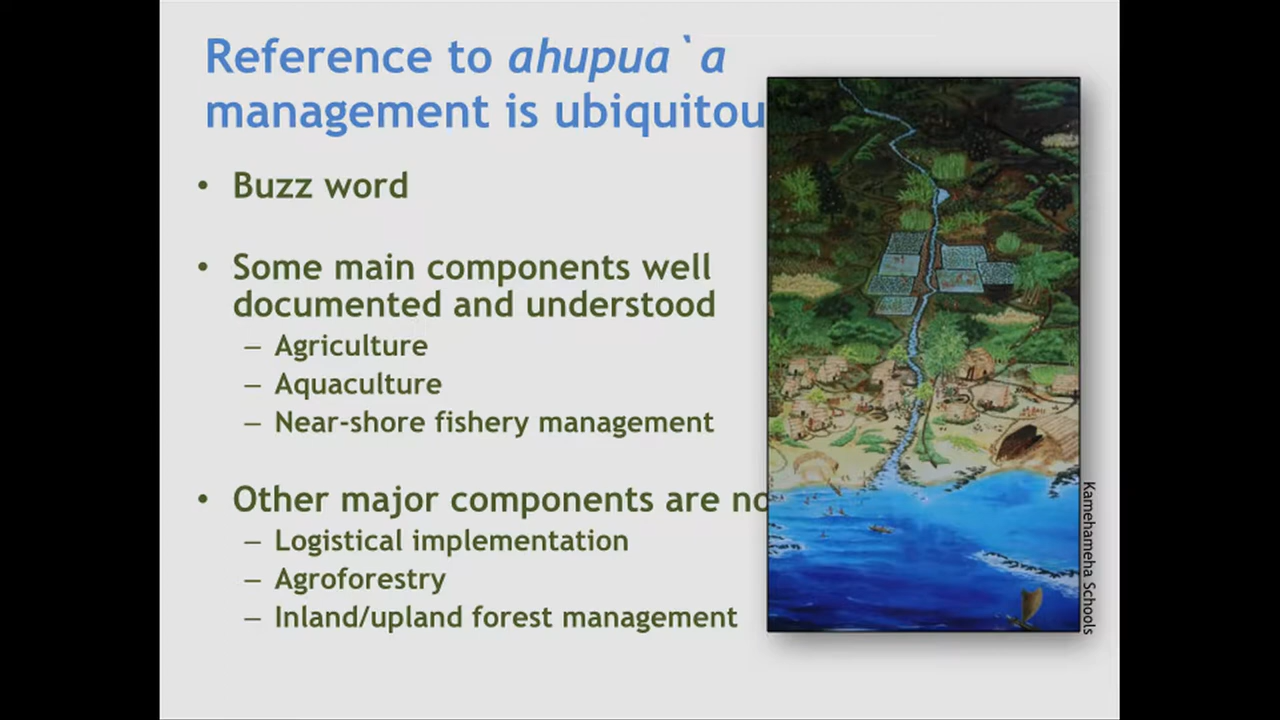 Reference to ahupua`a
management is ubiquitou
• Buzz word
• Some main components well
documented and understood
– Agriculture
– Aquaculture
– Near-shore fishery management
• Other major components are no
– Logistical implementation
– Agroforestry
– Inland/upland forest management
Kamehameha Schools